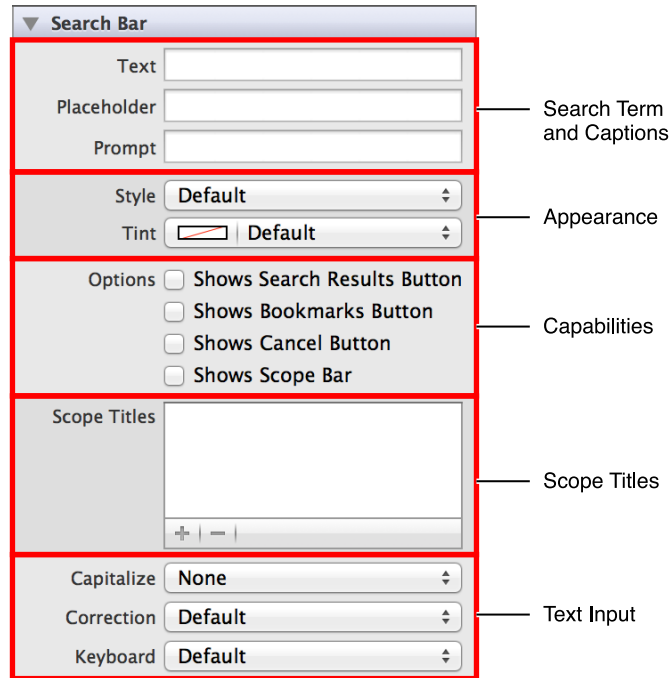 Search Bar
Text
Placeholder
Prompt
Search Term
and Captions
Style Default
Tint Default
Appearance
Options Shows Search Results Button
Shows Bookmarks Button
Shows Cancel Button
Shows Scope Bar
Capabilities
Scope Titles
Scope Titles
Capitalize None
Correction Default
Keyboard Default
Text Input